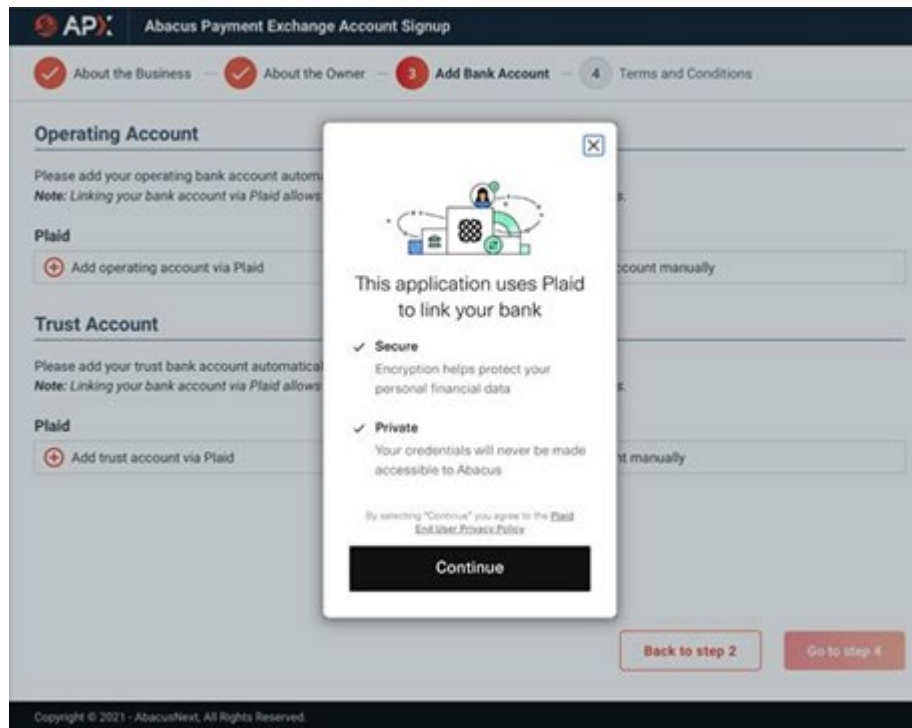 APX Abacus Payment Exchange Account Signup
About the Business
About the Owner
3 Add Bank Account
4 Terms and Conditions
Operating Account
Please add your operating bank account
Note: Linking your bank account via Plaid allows
Plaid
Add operating account via Plaid
manually
Trust Account
Please add your trust bank account
Note: Linking your bank account via Plaid allows
Plaid
Add trust account via Plaid
manually
This application uses Plaid
to link your bank
Secure
Encryption helps protect your
personal financial data
Private
Your credentials will never be made
accessible to Abacus
By selecting "Continue" you agree to the Plaid
End User Privacy Policy
Continue
Back to step 2
Go to step 4
Copyright © 2021 - AbacusNext, All Rights Reserved.